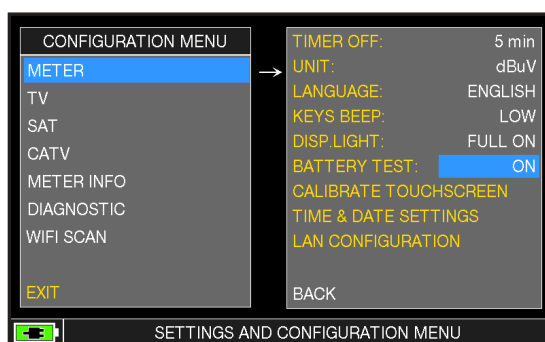 CONFIGURATION MENU
METER
TV
SAT
CATV
METER INFO
DIAGNOSTIC
WIFI SCAN
EXIT
→
TIMER OFF: 5 min
UNIT: dBuV
LANGUAGE: ENGLISH
KEYS BEEP: LOW
DISP.LIGHT: FULL ON
BATTERY TEST: ON
CALIBRATE TOUCHSCREEN
TIME & DATE SETTINGS
LAN CONFIGURATION
BACK
SETTINGS AND CONFIGURATION MENU